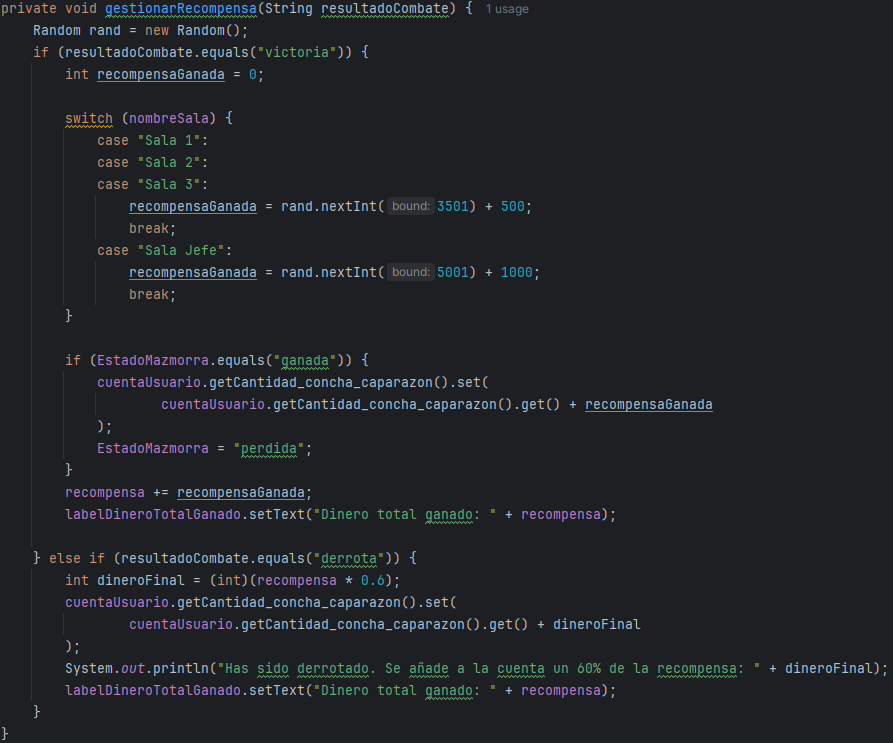 private void gestionarRecompensa(String resultadoCombate) { 1 usage
    Random rand = new Random();
    if (resultadoCombate.equals("victoria")) {
        int recompensaGanada = 0;

        switch (nombreSala) {
            case "Sala 1":
            case "Sala 2":
            case "Sala 3":
                recompensaGanada = rand.nextInt( bound: 3501) + 500;
                break;
            case "Sala Jefe":
                recompensaGanada = rand.nextInt( bound: 5001) + 1000;
                break;
        }

        if (EstadoMazmorra.equals("ganada")) {
            cuentaUsuario.getCantidad_concha_caparazon().set(
                    cuentaUsuario.getCantidad_concha_caparazon().get() + recompensaGanada
            );
            EstadoMazmorra = "perdida";
        }
        recompensa += recompensaGanada;
        labelDineroTotalGanado.setText("Dinero total ganado: " + recompensa);

    } else if (resultadoCombate.equals("derrota")) {
        int dineroFinal = (int)(recompensa * 0.6);
        cuentaUsuario.getCantidad_concha_caparazon().set(
                cuentaUsuario.getCantidad_concha_caparazon().get() + dineroFinal
        );
        System.out.println("Has sido derrotado. Se añade a la cuenta un 60% de la recompensa: " + dineroFinal);
        labelDineroTotalGanado.setText("Dinero total ganado: " + recompensa);
    }
}